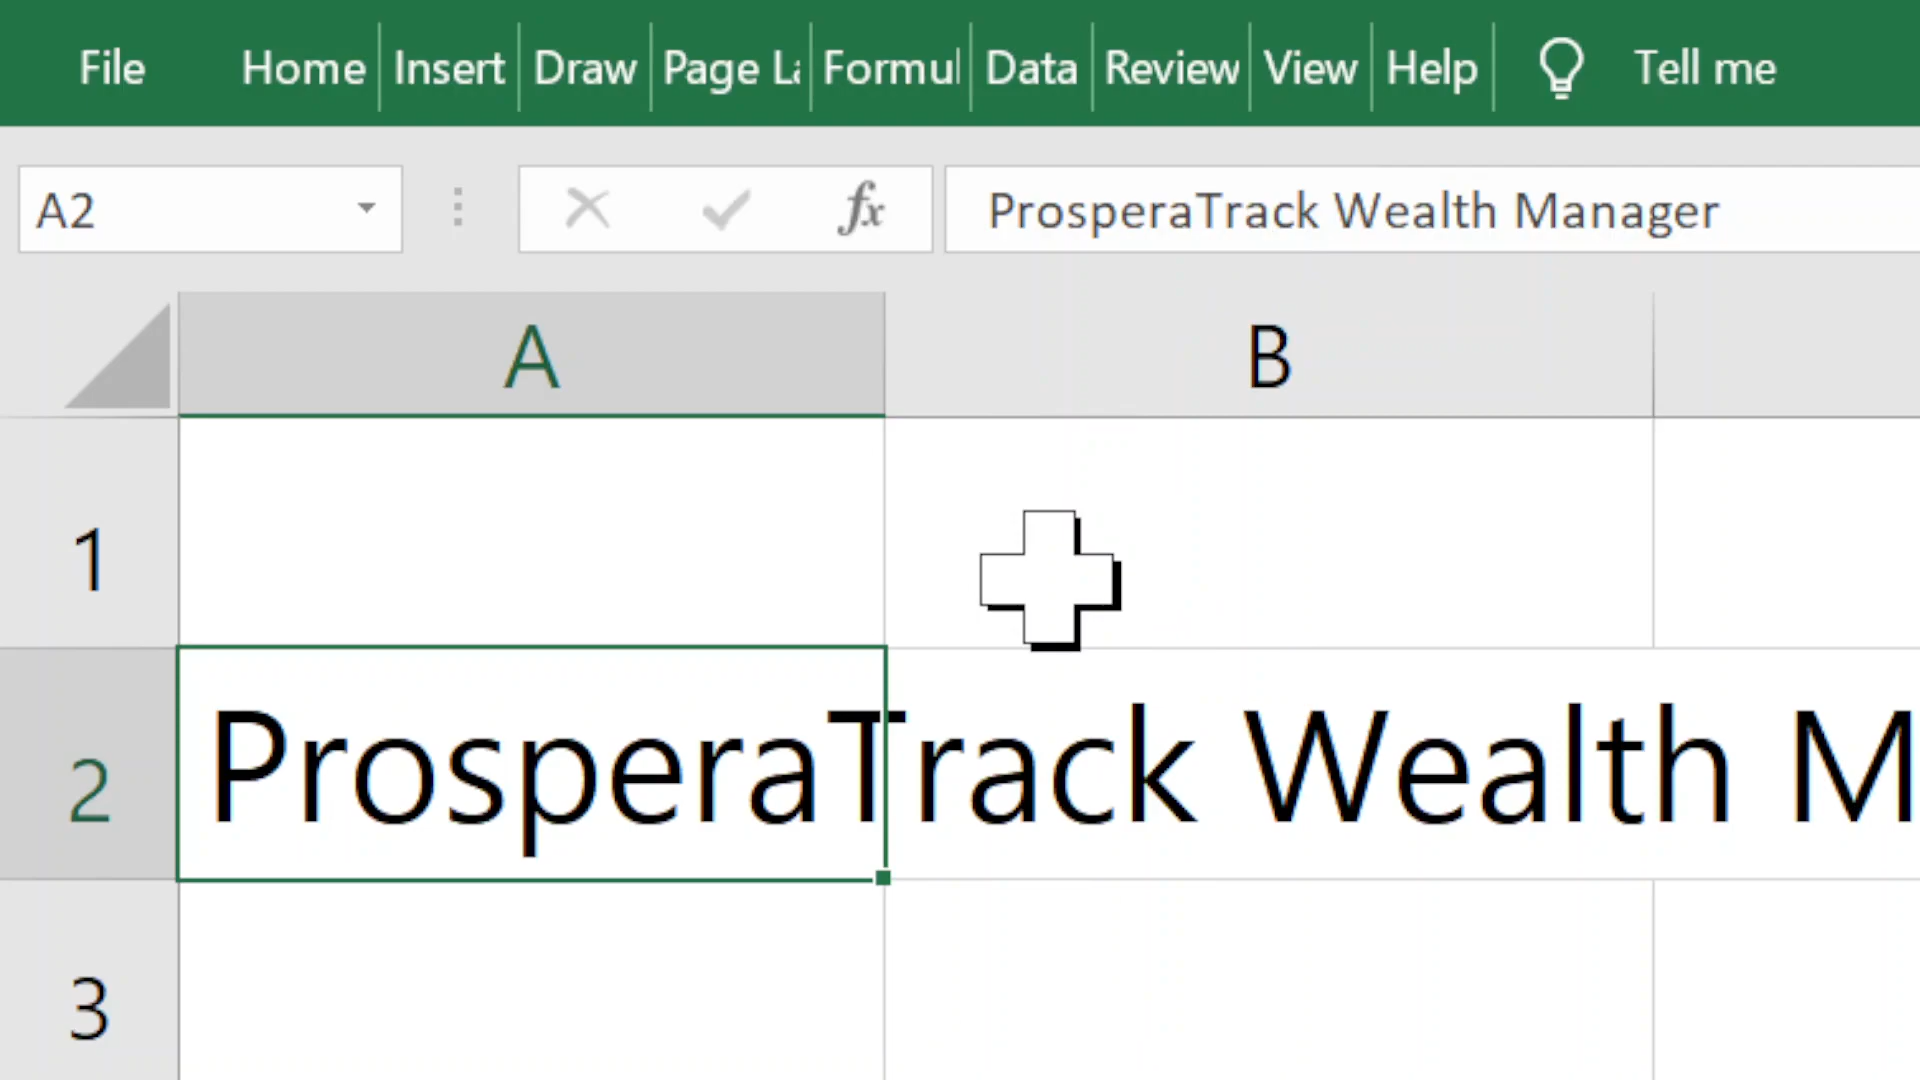 File Home Insert Draw Page La Formul Data Review View Help Tell me
A2 fx ProsperaTrack Wealth Manager
A B
1
2 ProsperaTrack Wealth M
3